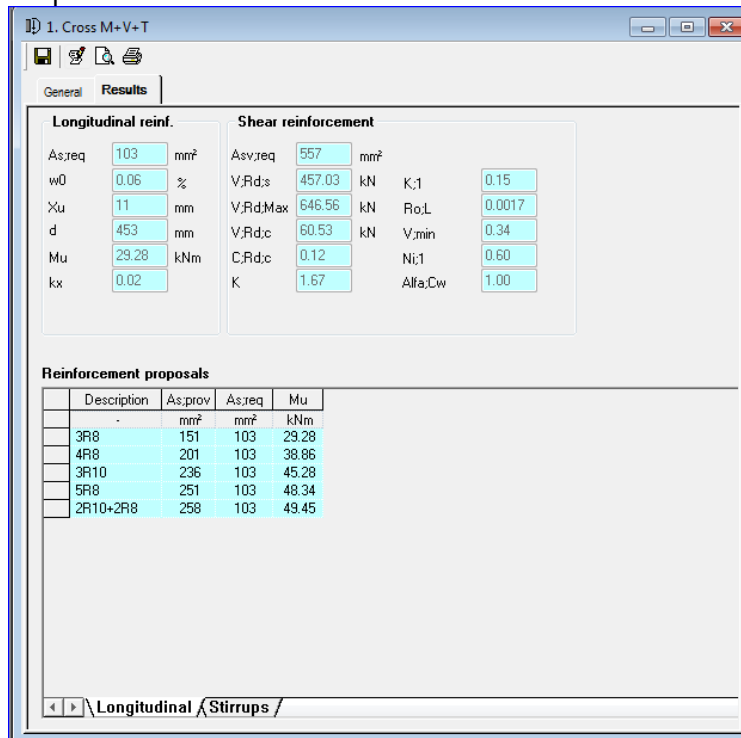 1. Cross M+V+T
General Results
Longitudinal reinf.
As;req 103 mm²
w0 0.06 %
Xu 11 mm
d 453 mm
Mu 29.28 kNm
kx 0.02
Shear reinforcement
Asv;req 557 mm²
V;Rd;s 457.03 kN K;1 0.15
V;Rd;Max 646.56 kN Ro;L 0.0017
V;Rd;c 60.53 kN V;min 0.34
C;Rd;c 0.12 Ni;1 0.60
K 1.67 Alfa;Cw 1.00
Reinforcement proposals
Description As;prov As;req Mu
- mm² mm² kNm
3R8 151 103 29.28
4R8 201 103 38.86
3R10 236 103 45.28
5R8 251 103 48.34
2R10+2R8 258 103 49.45
Longitudinal Stirrups